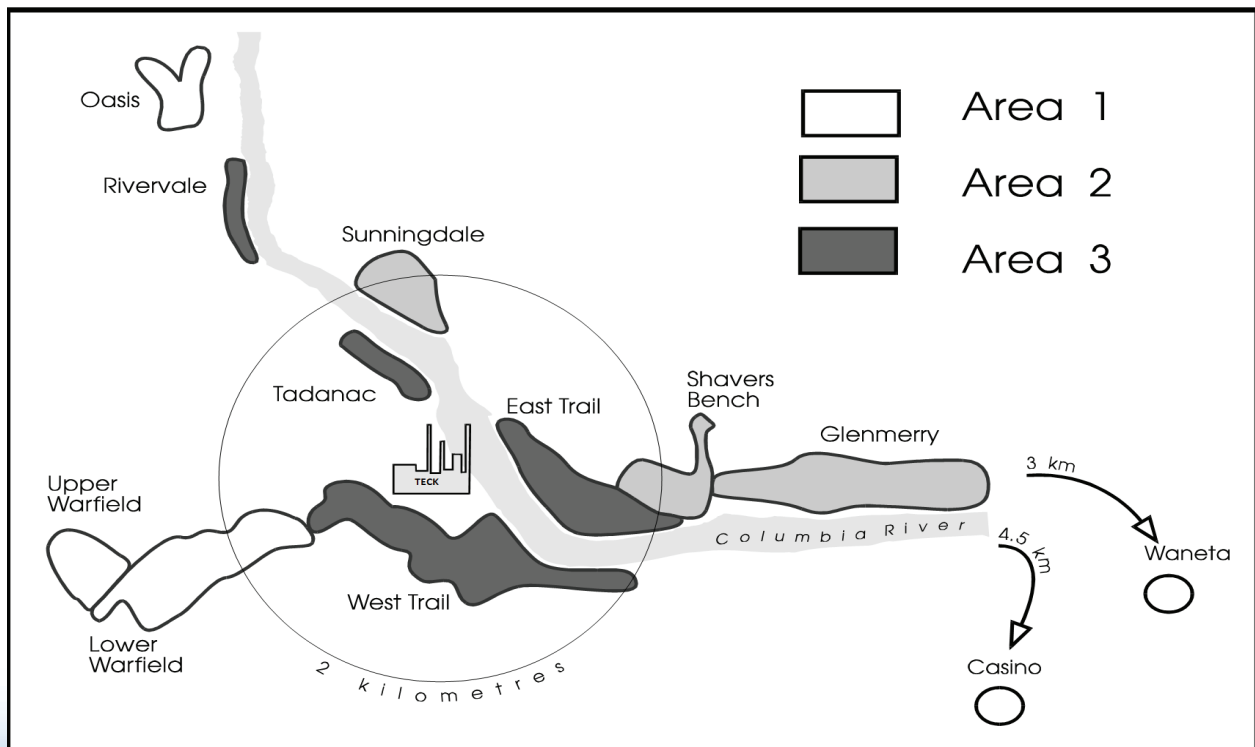 Oasis
Area 1
Rivervale
Area 2
Sunningdale
Area 3
Tadanac
East Trail
Shavers
Bench
Glenmerry
TECK
3 km
Upper
Warfield
Columbia River
4.5 km
Waneta
West Trail
Lower
Warfield
2 kilometres
Casino